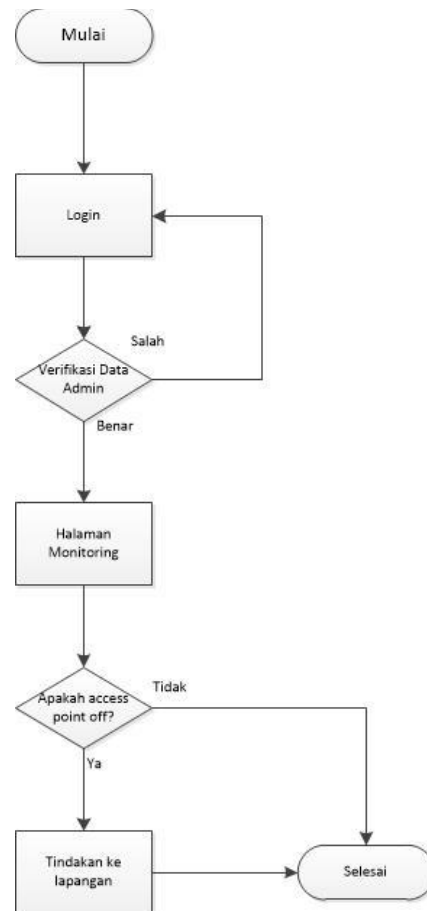 Mulai
Login
Salah
Verifikasi Data
Admin
Benar
Halaman
Monitoring
Tidak
Apakah access
point off?
Ya
Tindakan ke
lapangan
Selesai